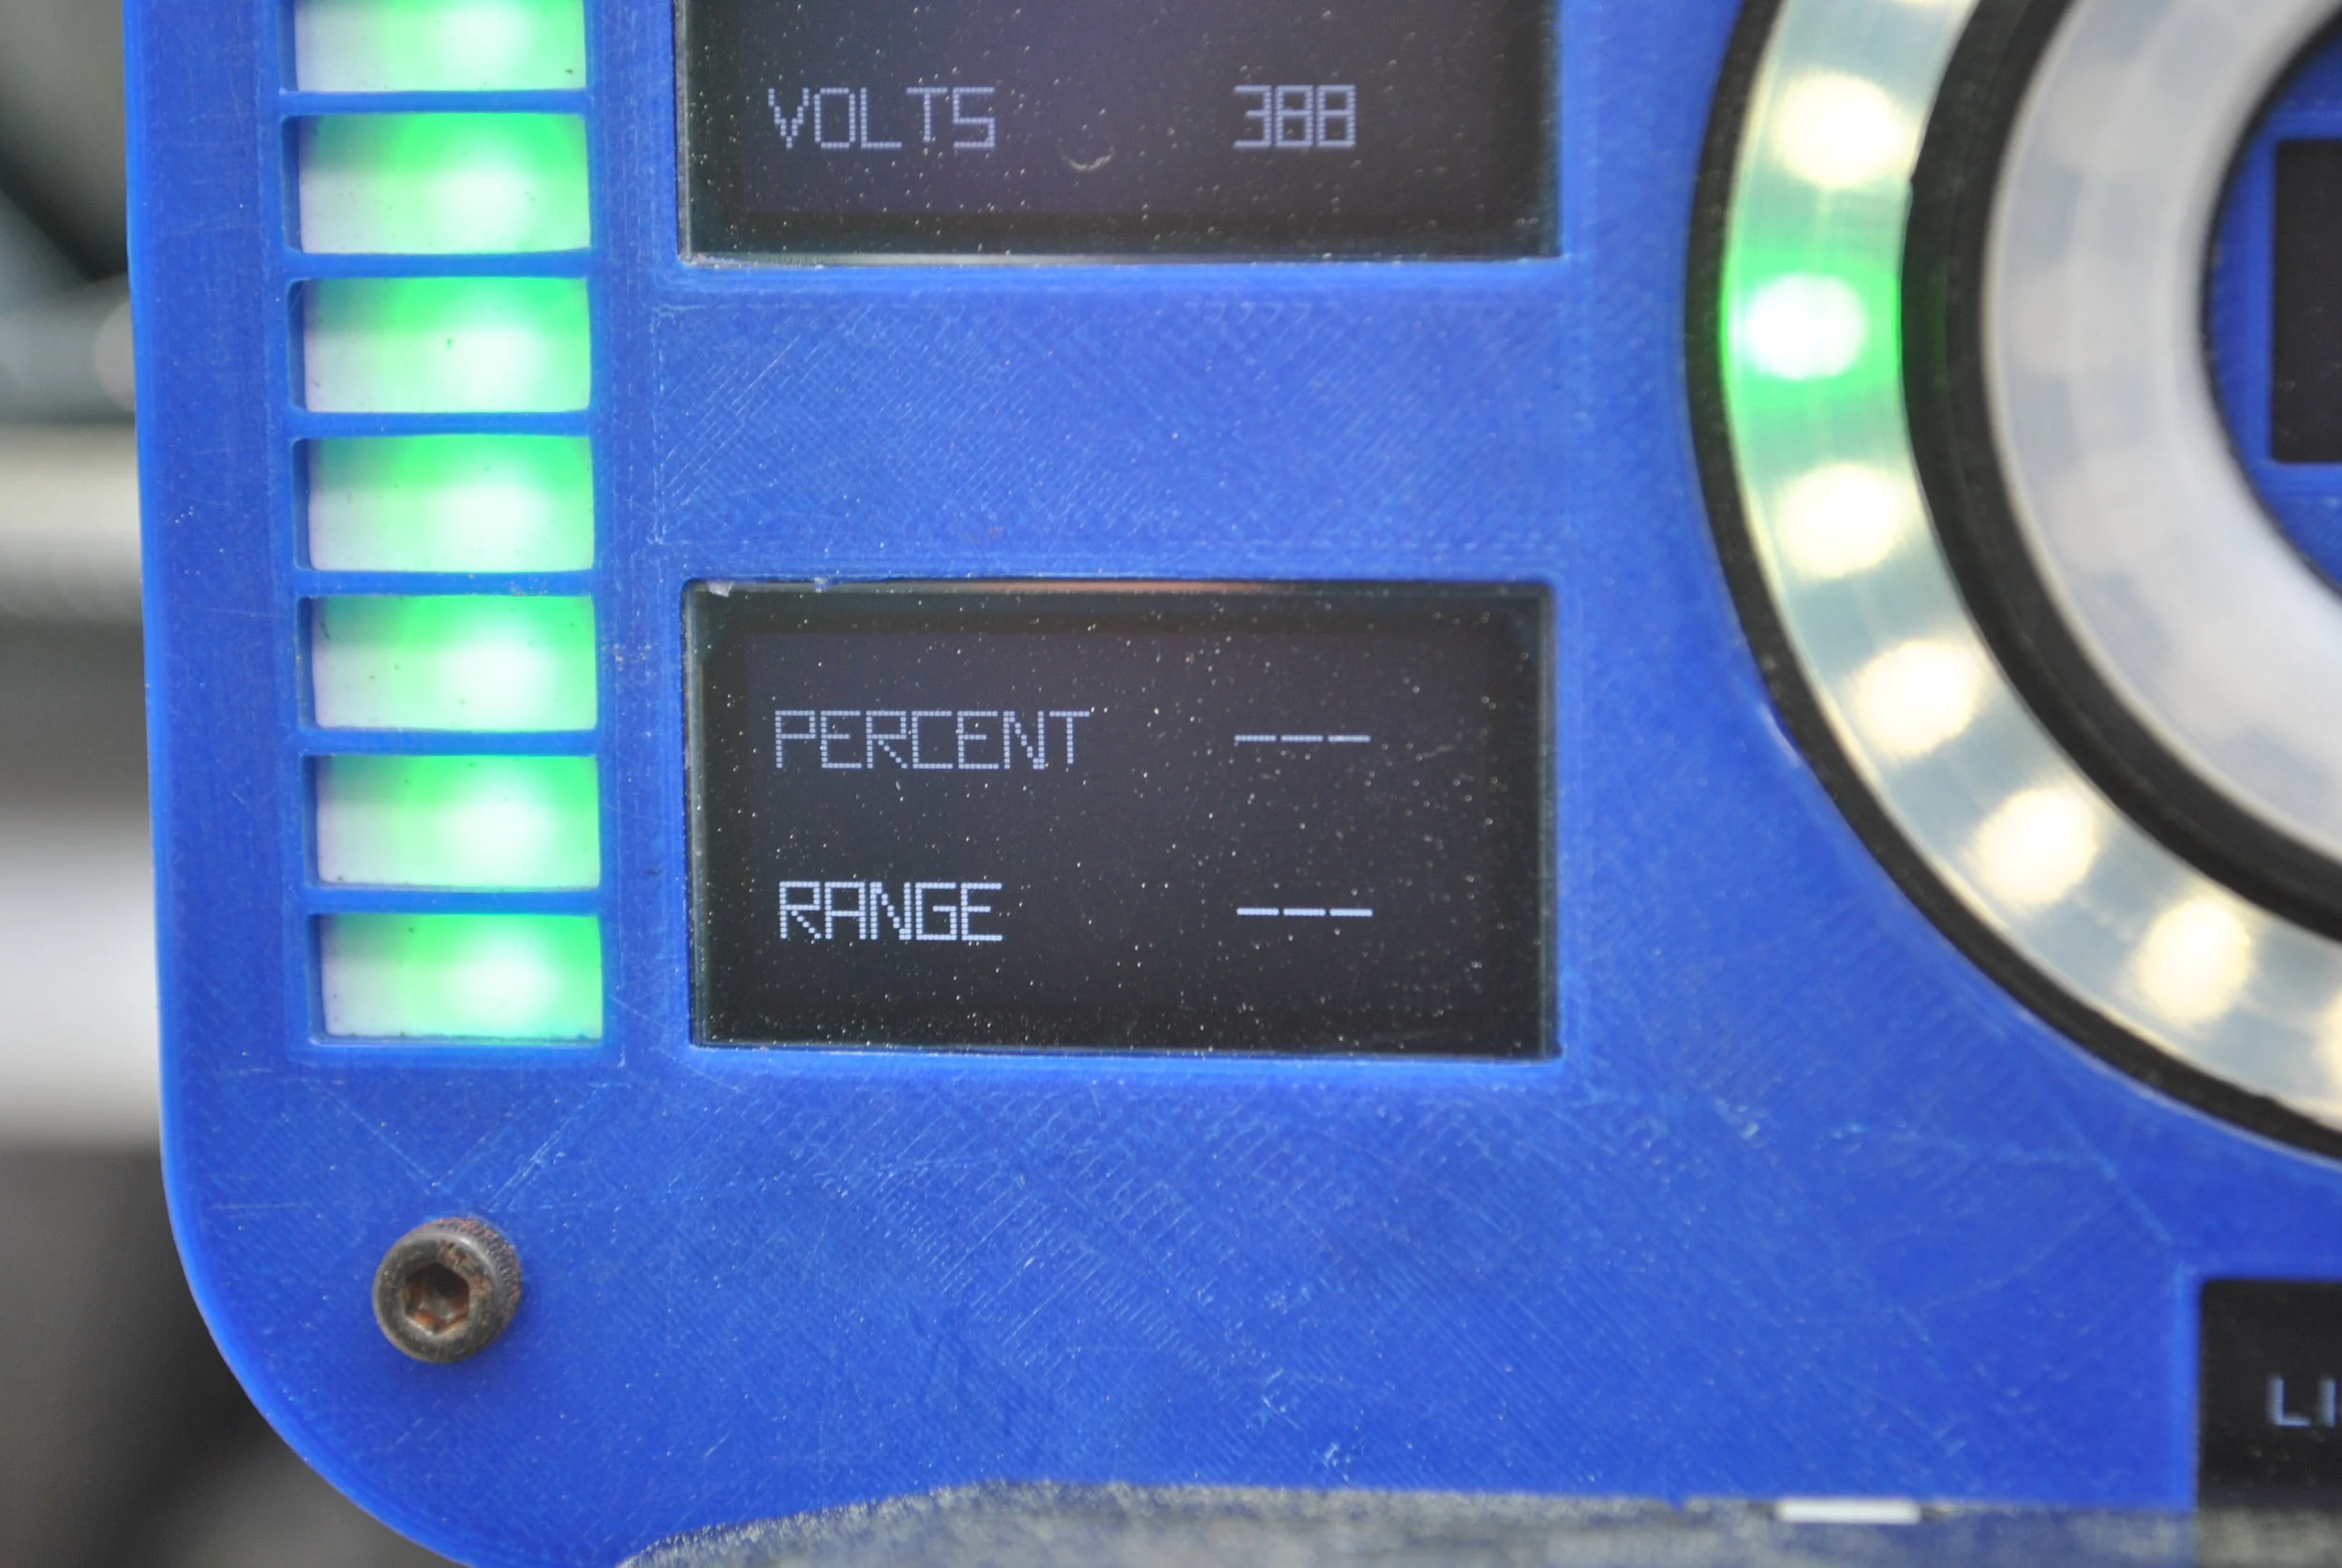 VOLTS 388
PERCENT ---
RANGE ---